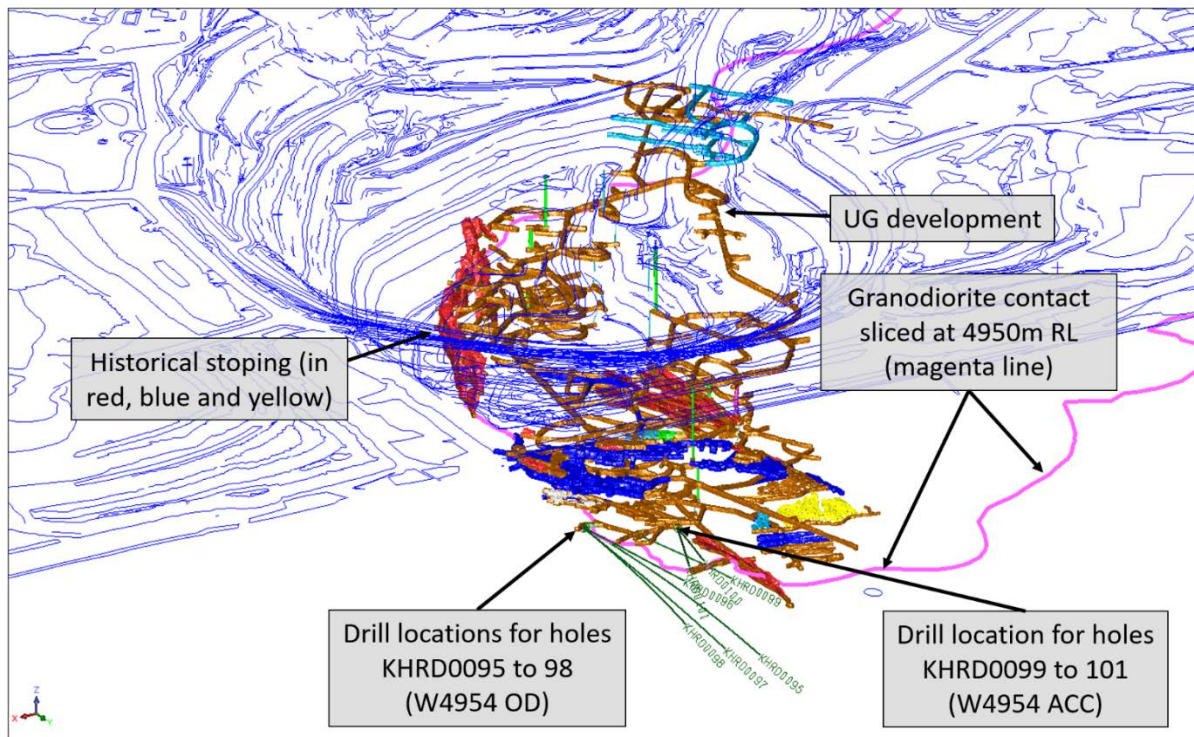 UG development
Granodiorite contact
sliced at 4950m RL
(magenta line)
Historical stoping (in
red, blue and yellow)
KHRD0099
KHRD0100
KHRD0096
KHRD0098
KHRD0097
KHRD0095
Drill locations for holes
KHRD0095 to 98
(W4954 OD)
Drill location for holes
KHRD0099 to 101
(W4954 ACC)
Z
X
Y